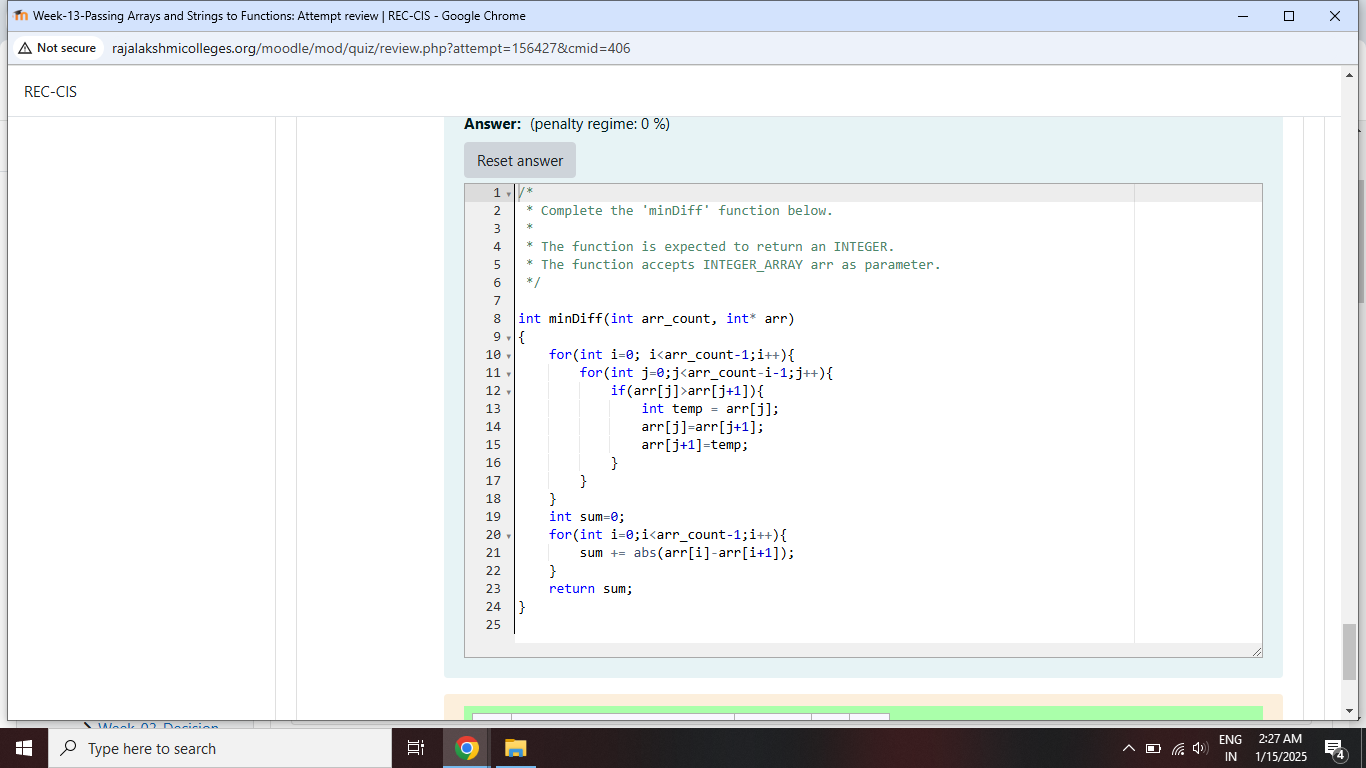 Week-13-Passing Arrays and Strings to Functions: Attempt review | REC-CIS - Google Chrome
Not secure rajalakshmicolleges.org/moodle/mod/quiz/review.php?attempt=156427&cmid=406
REC-CIS
Answer: (penalty regime: 0 %)
Reset answer
1 /*
2  * Complete the 'minDiff' function below.
3  *
4  * The function is expected to return an INTEGER.
5  * The function accepts INTEGER_ARRAY arr as parameter.
6  */
7
8 int minDiff(int arr_count, int* arr)
9 {
10     for(int i=0; i<arr_count-1;i++){
11         for(int j=0;j<arr_count-i-1;j++){
12             if(arr[j]>arr[j+1]){
13                 int temp = arr[j];
14                 arr[j]=arr[j+1];
15                 arr[j+1]=temp;
16             }
17         }
18     }
19     int sum=0;
20     for(int i=0;i<arr_count-1;i++){
21         sum += abs(arr[i]-arr[i+1]);
22     }
23     return sum;
24 }
25
Week-02-Decision
Type here to search
ENG
IN
2:27 AM
1/15/2025
4